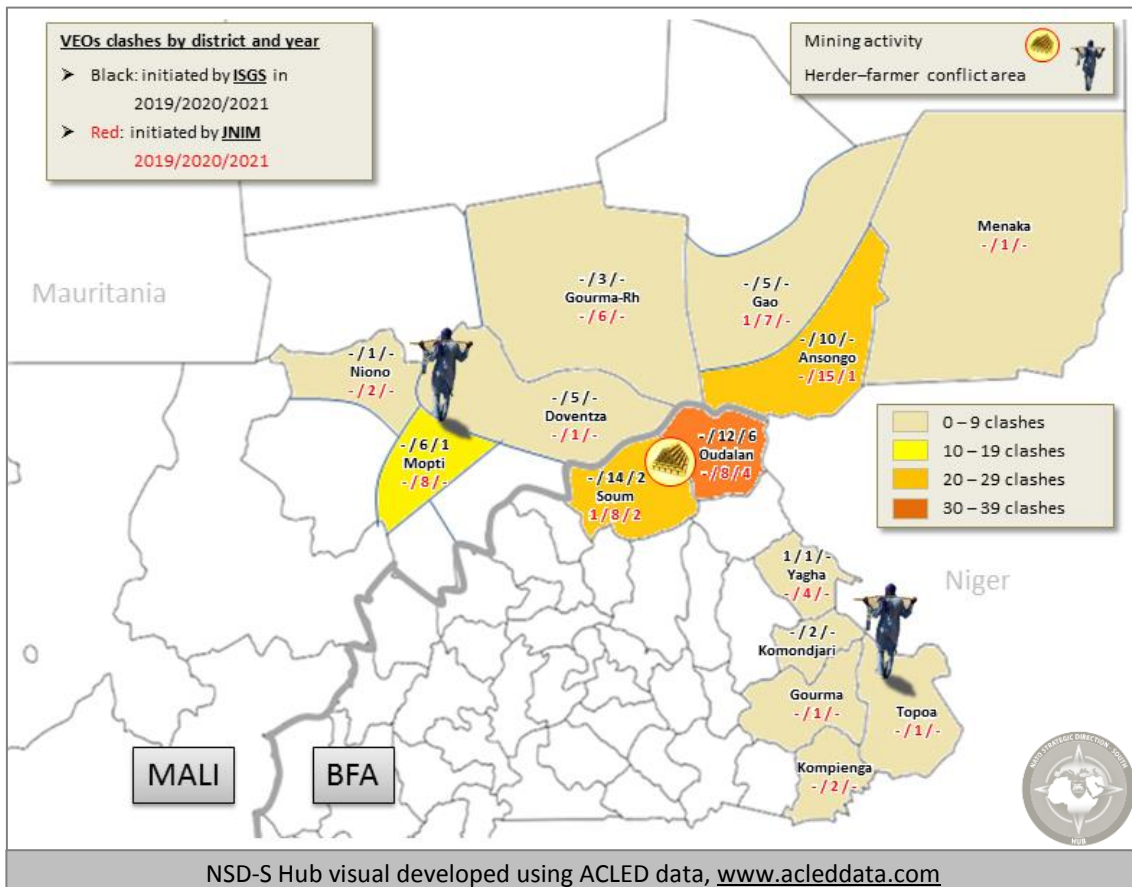 VEOs clashes by district and year
➤ Black: initiated by ISGS in
2019/2020/2021
➤ Red: initiated by JNIM
2019/2020/2021
Mining activity
Herder–farmer conflict area
Mauritania
Menaka
- / 1 / -
- / 3 / -
Gourma-Rh
- / 6 / -
- / 5 / -
Gao
1 / 7 / -
- / 10 / -
Ansongo
- / 15 / 1
- / 1 / -
Niono
- / 2 / -
- / 5 / -
Doventza
- / 1 / -
- / 6 / 1
Mopti
- / 8 / -
- / 12 / 6
Oudalan
- / 8 / 4
- / 14 / 2
Soum
1 / 8 / 2
0 – 9 clashes
10 – 19 clashes
20 – 29 clashes
30 – 39 clashes
1 / 1 / -
Yagha
- / 4 / -
Niger
- / 2 / -
Komondjari
Gourma
- / 1 / -
Topoa
- / 1 / -
Kompienga
- / 2 / -
MALI
BFA
NATO STRATEGIC DIRECTION - SOUTH
HUB
NSD-S Hub visual developed using ACLED data, www.acleddata.com